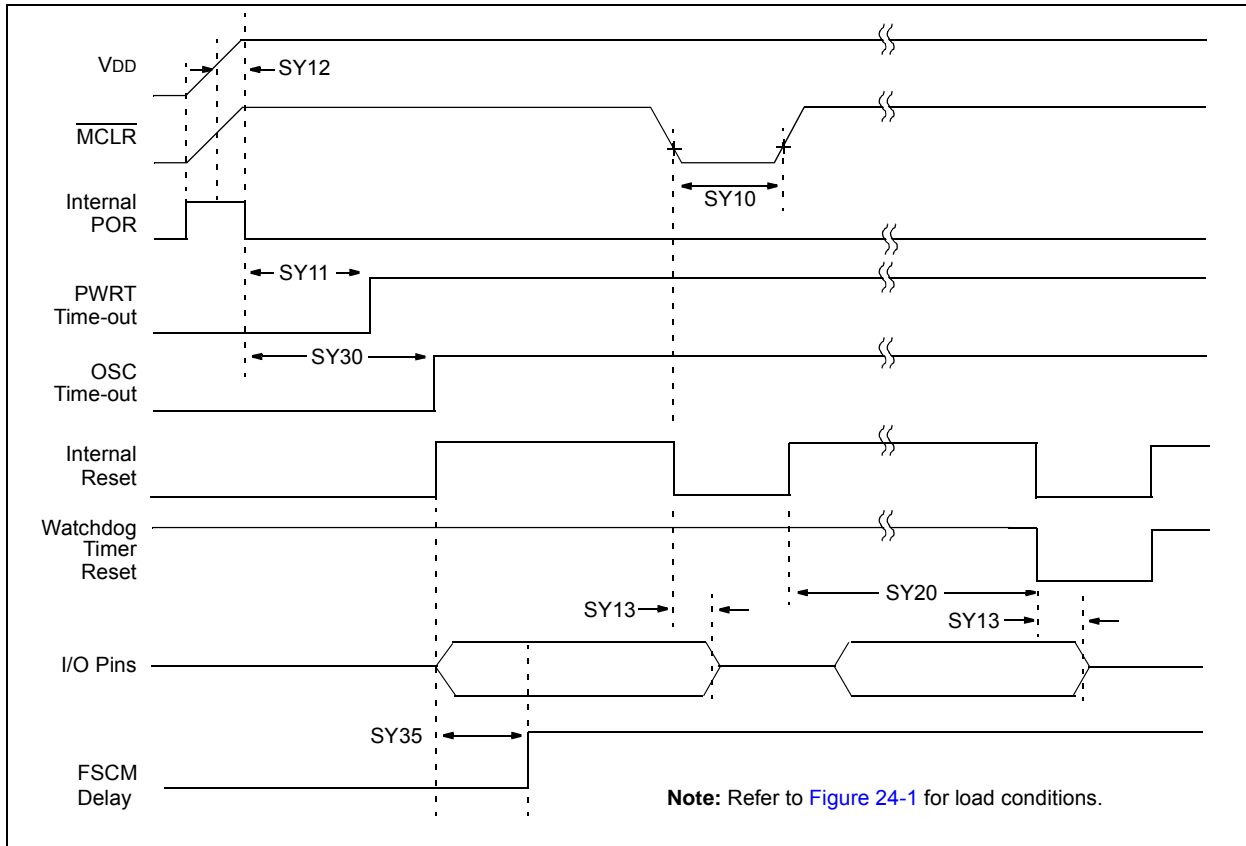 VDD
SY12
MCLR
SY10
Internal
POR
SY11
PWRT
Time-out
SY30
OSC
Time-out
Internal
Reset
Watchdog
Timer
Reset
SY20
SY13
SY13
I/O Pins
SY35
FSCM
Delay
Note: Refer to Figure 24-1 for load conditions.